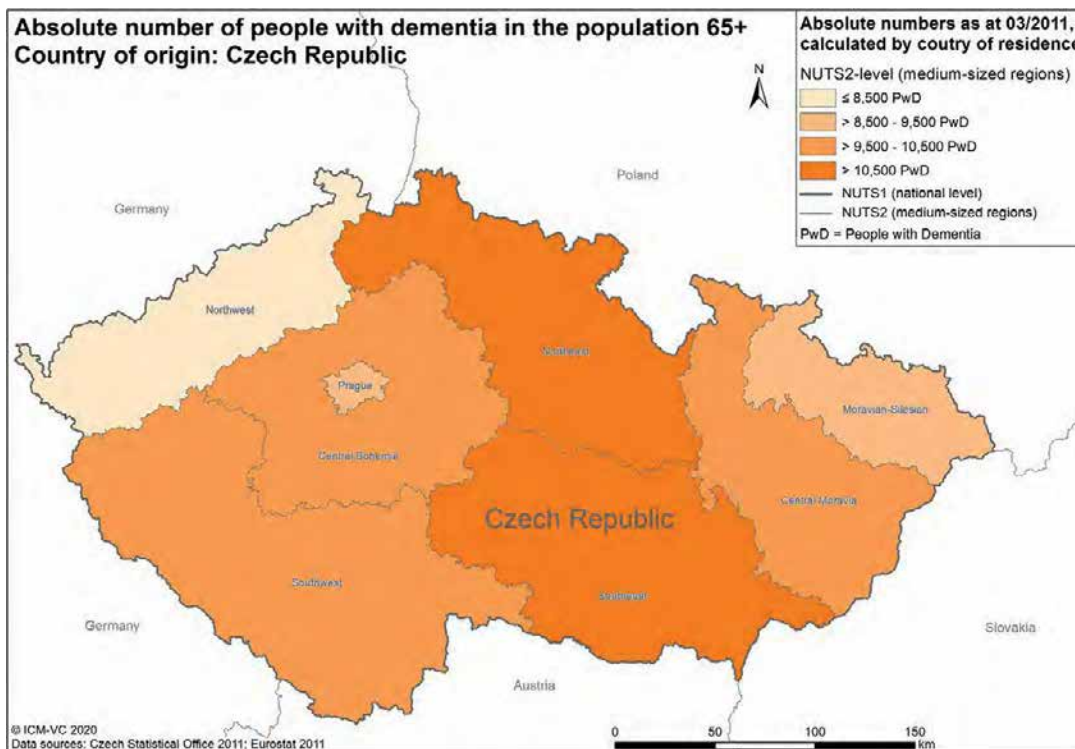 Absolute number of people with dementia in the population 65+
Country of origin: Czech Republic
Absolute numbers as at 03/2011,
calculated by coutry of residence
NUTS2-level (medium-sized regions)
≤ 8,500 PwD
> 8,500 - 9,500 PwD
> 9,500 - 10,500 PwD
> 10,500 PwD
NUTS1 (national level)
NUTS2 (medium-sized regions)
PwD = People with Dementia
N
Poland
Germany
Northwest
Northeast
Prague
Moravian-Silesian
Central Bohemia
Central Moravia
Czech Republic
Southwest
Southeast
Germany
Slovakia
Austria
© ICM-VC 2020
Data sources: Czech Statistical Office 2011; Eurostat 2011
0 50 100 150
km